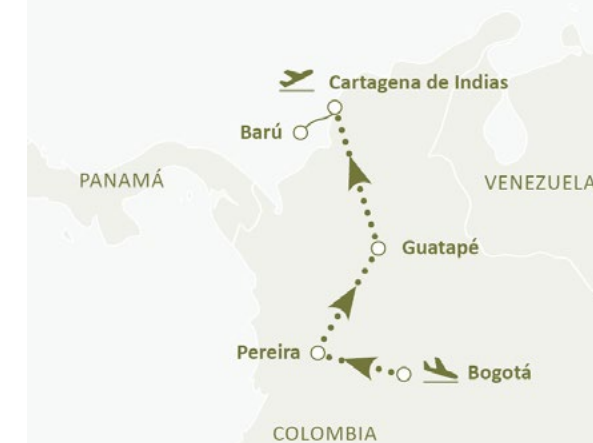 Cartagena de Indias
Barú
PANAMÁ
VENEZUELA
Guatapé
Pereira
Bogotá
COLOMBIA